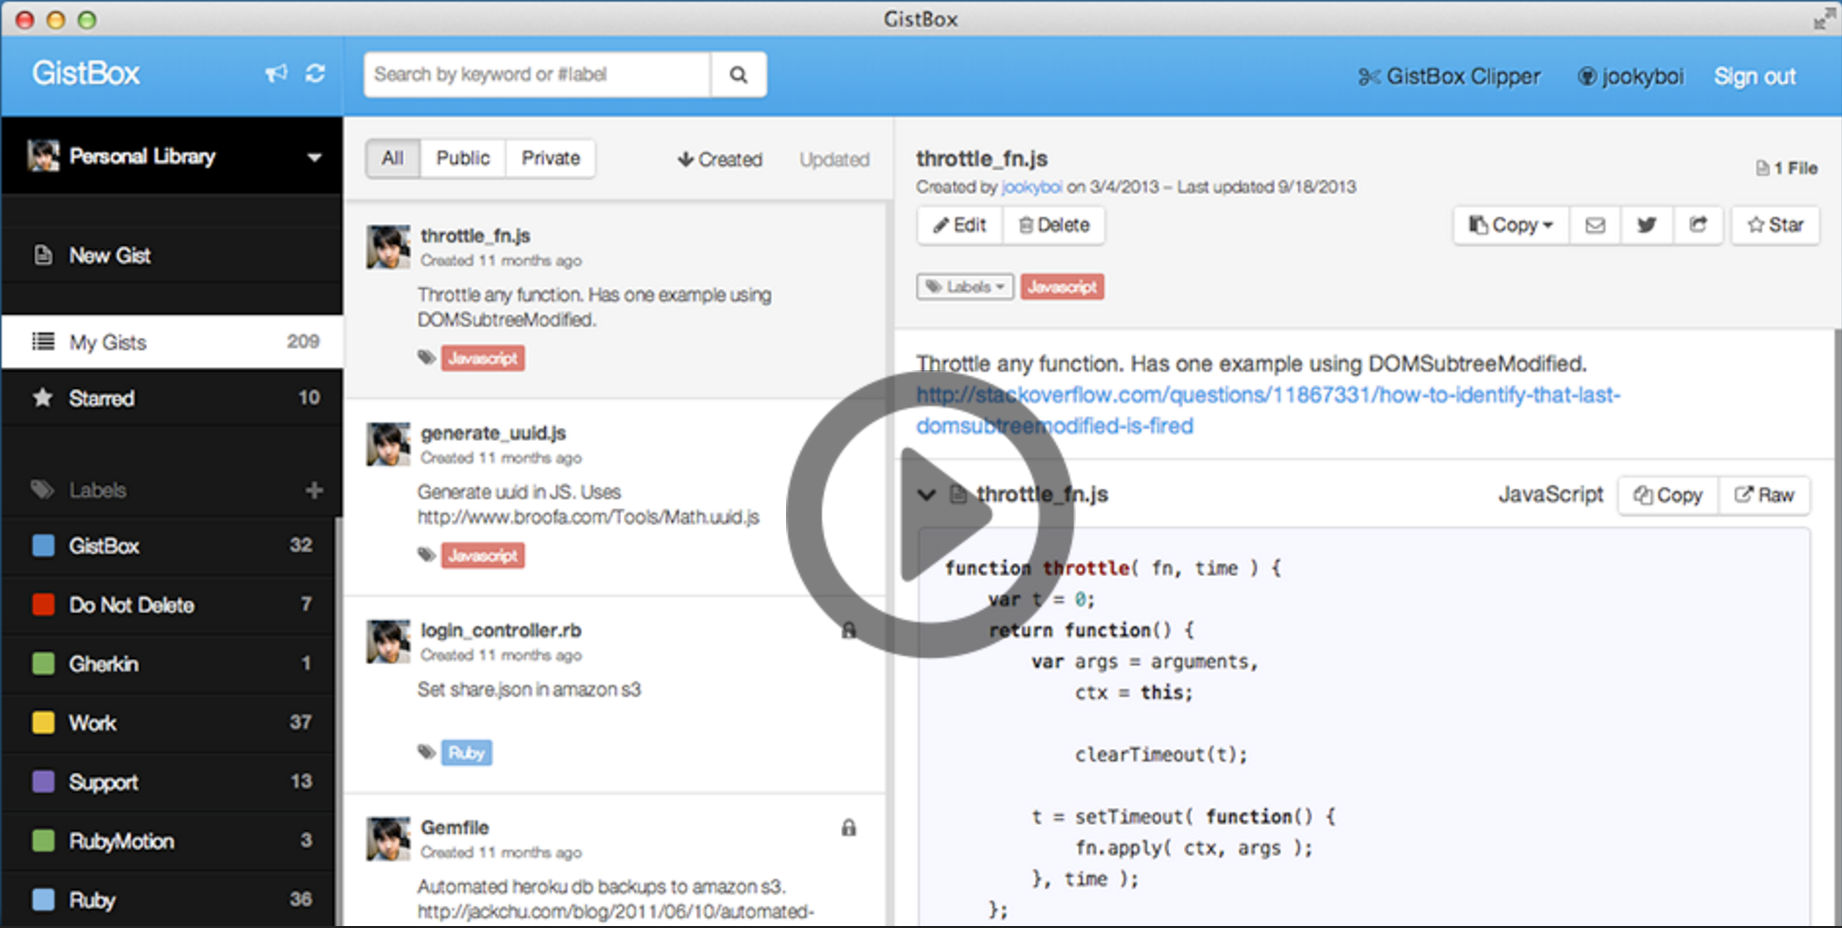 GistBox
GistBox
Search by keyword or #label
GistBox Clipper
jookyboi
Sign out
Personal Library
New Gist
My Gists 209
Starred 10
Labels +
GistBox 32
Do Not Delete 7
Gherkin 1
Work 37
Support 13
RubyMotion 3
Ruby 36
All Public Private
Created Updated
throttle_fn.js
Created 11 months ago
Throttle any function. Has one example using
DOMSubtreeModified.
Javascript
generate_uuid.js
Created 11 months ago
Generate uuid in JS. Uses
http://www.broofa.com/Tools/Math.uuid.js
Javascript
login_controller.rb
Created 11 months ago
Set share.json in amazon s3
Ruby
Gemfile
Created 11 months ago
Automated heroku db backups to amazon s3.
http://jackchu.com/blog/2011/06/10/automated-
throttle_fn.js
Created by jookyboi on 3/4/2013 – Last updated 9/18/2013
1 File
Edit Delete
Copy
Star
Labels Javascript
Throttle any function. Has one example using DOMSubtreeModified.
http://stackoverflow.com/questions/11867331/how-to-identify-that-last-
domsubtreemodified-is-fired
throttle_fn.js
JavaScript Copy Raw
function throttle( fn, time ) {
var t = 0;
return function() {
var args = arguments,
ctx = this;
clearTimeout(t);
t = setTimeout( function() {
fn.apply( ctx, args );
}, time );
};